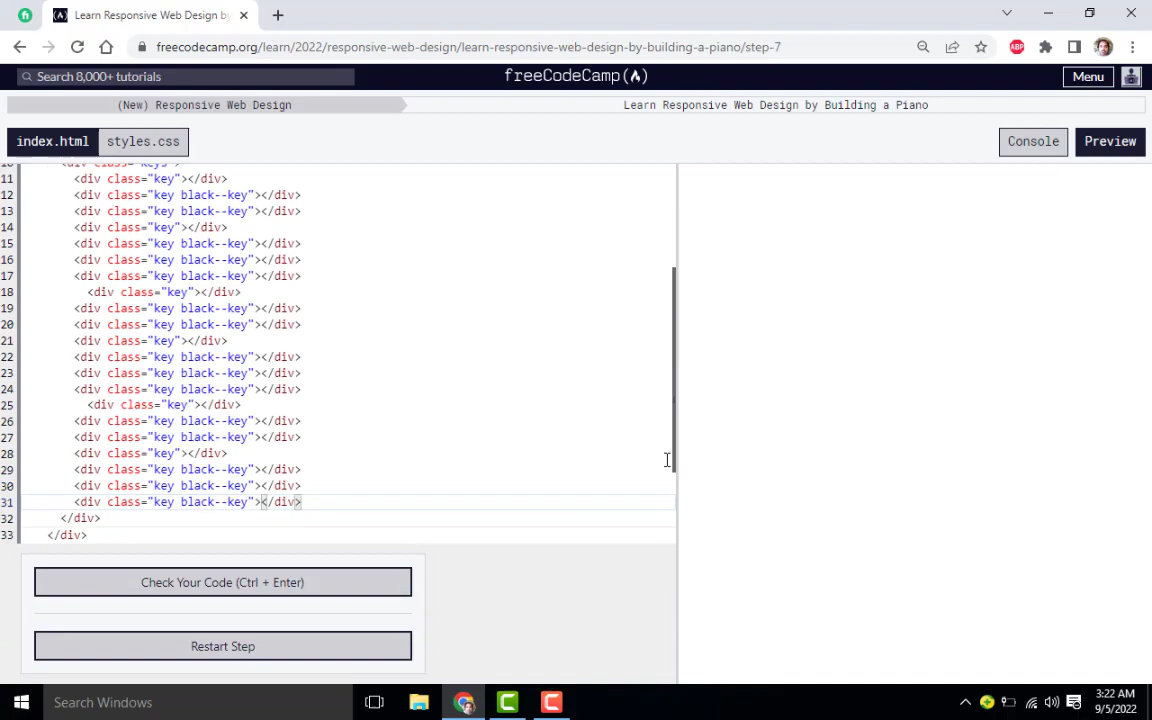 Learn Responsive Web Design by
freecodecamp.org/learn/2022/responsive-web-design/learn-responsive-web-design-by-building-a-piano/step-7
ABP
Search 8,000+ tutorials
freeCodeCamp
Menu
(New) Responsive Web Design
Learn Responsive Web Design by Building a Piano
index.html
styles.css
Console
Preview
10 <div class="keys">
11 <div class="key"></div>
12 <div class="key black--key"></div>
13 <div class="key black--key"></div>
14 <div class="key"></div>
15 <div class="key black--key"></div>
16 <div class="key black--key"></div>
17 <div class="key black--key"></div>
18 <div class="key"></div>
19 <div class="key black--key"></div>
20 <div class="key black--key"></div>
21 <div class="key"></div>
22 <div class="key black--key"></div>
23 <div class="key black--key"></div>
24 <div class="key black--key"></div>
25 <div class="key"></div>
26 <div class="key black--key"></div>
27 <div class="key black--key"></div>
28 <div class="key"></div>
29 <div class="key black--key"></div>
30 <div class="key black--key"></div>
31 <div class="key black--key"></div>
32 </div>
33 </div>
Check Your Code (Ctrl + Enter)
Restart Step
Search Windows
3:22 AM
9/5/2022